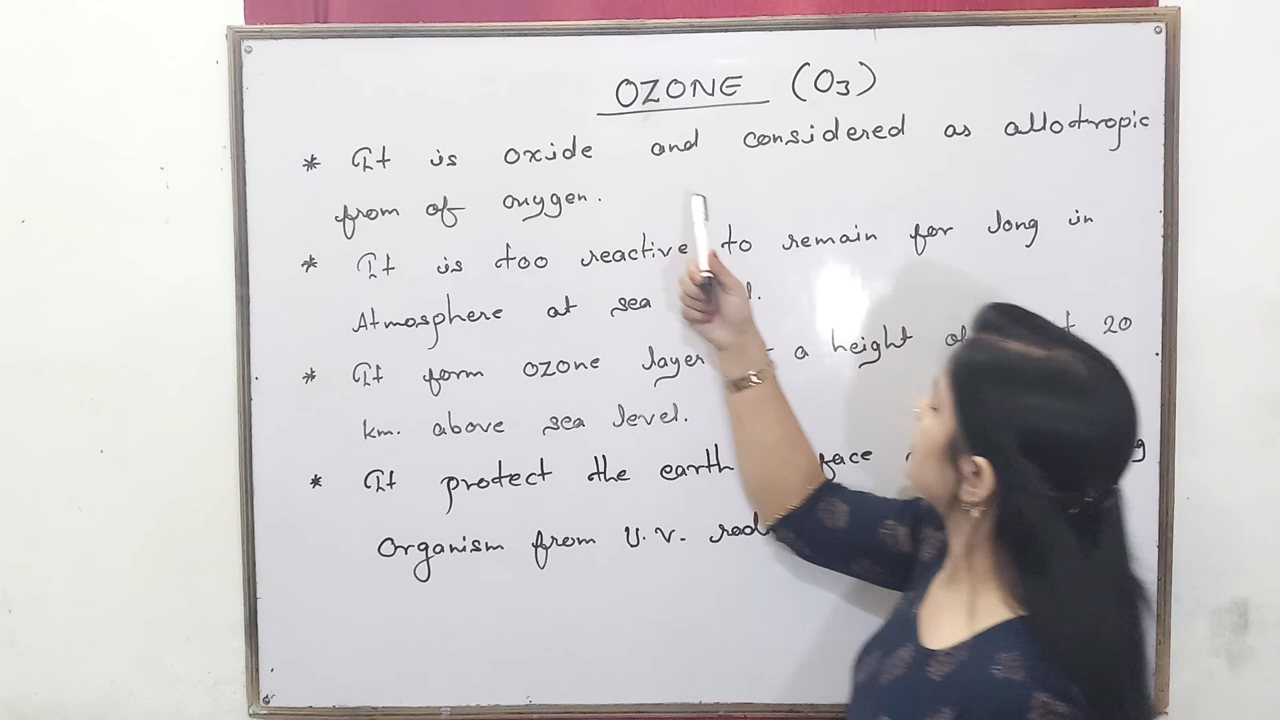 OZONE (O3)
* It is oxide and considered as allotropic
from of oxygen.
* It is too reactive to remain for long in
Atmosphere at sea
* It form ozone layer a height 20
km. above sea level.
* It protect the earth
Organism from U.V.